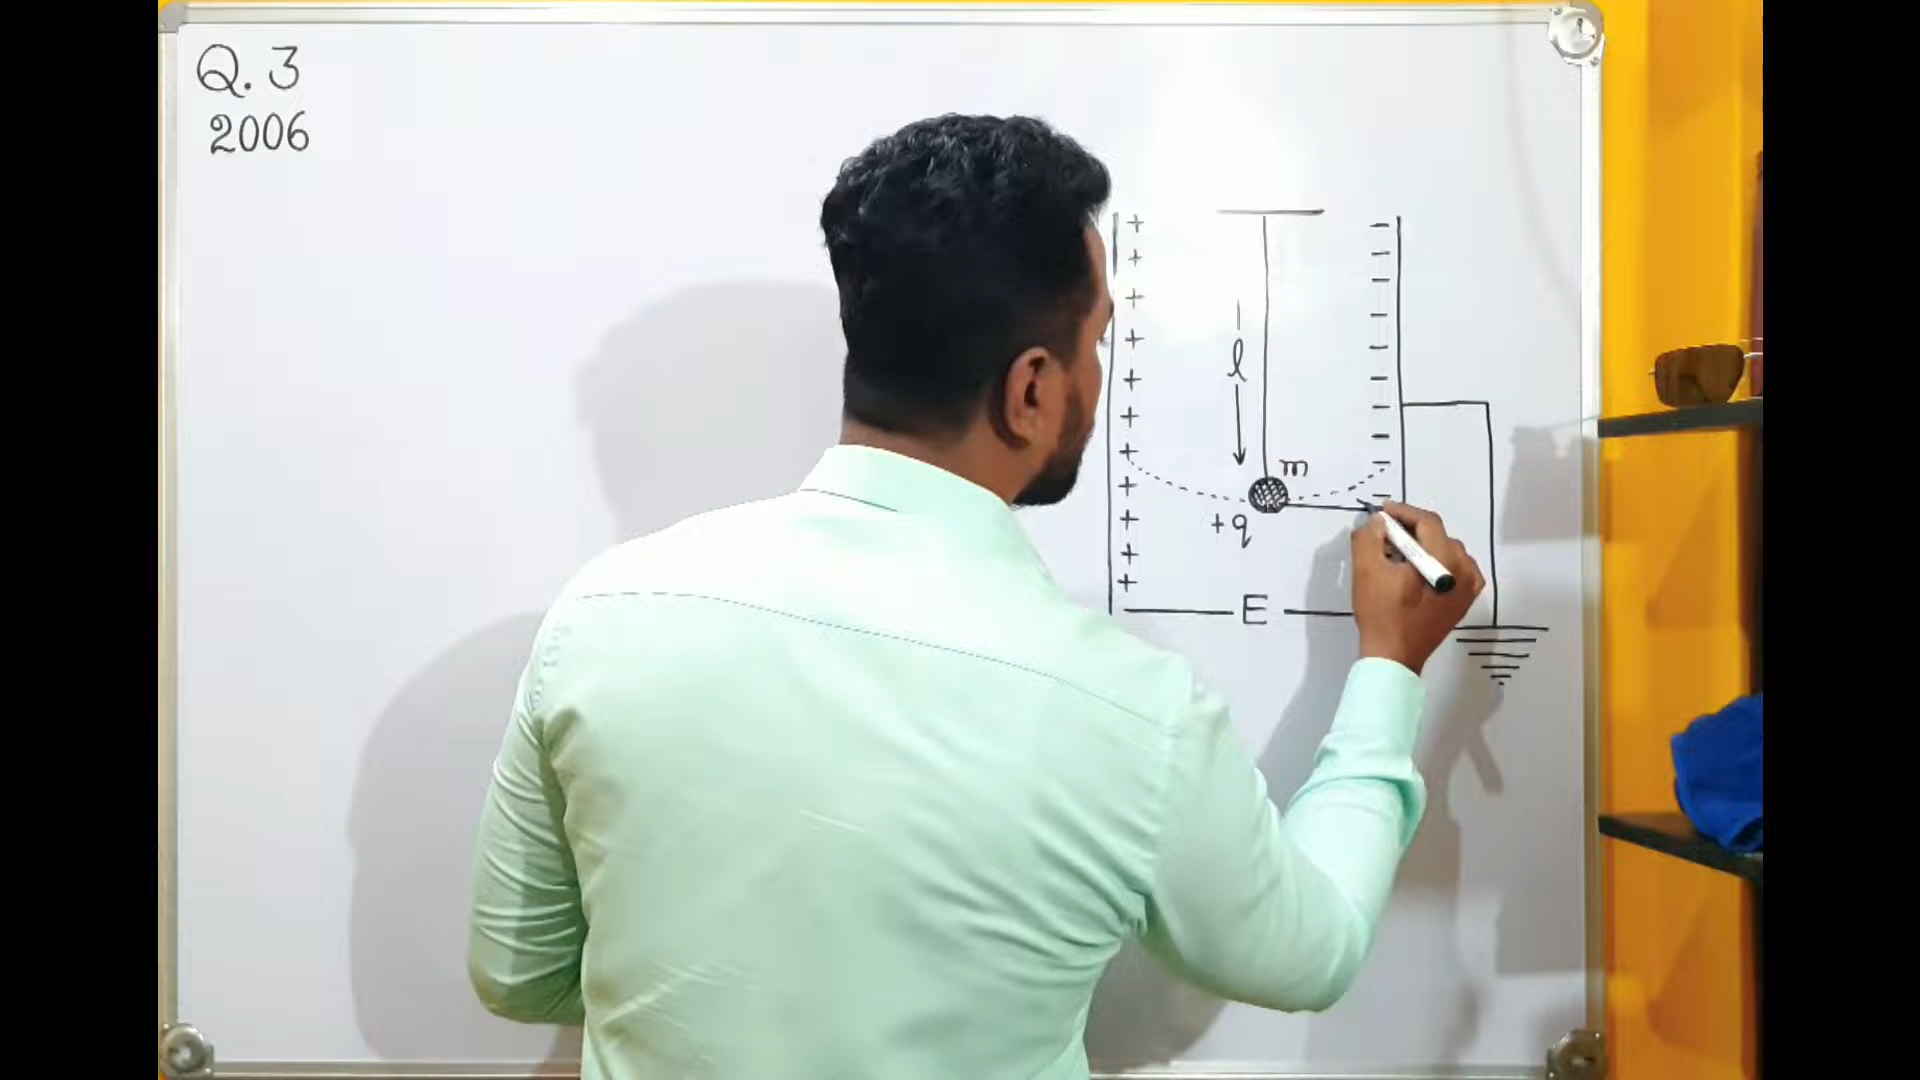 Q. 3
2006
+ + + + + + + + + + +
− − − − − − − − −
l
m
+q
E